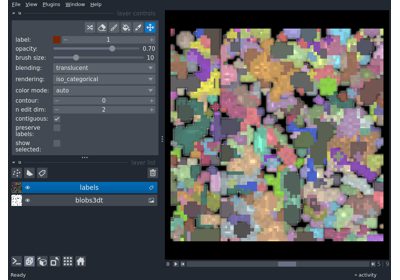 File View Plugins Window Help
layer controls
label: 1
opacity: 0.70
brush size: 10
blending: translucent
rendering: iso_categorical
color mode: auto
contour: 0
n edit dim: 2
contiguous:
preserve
labels:
show
selected:
layer list
labels
blobs3dt
Ready
activity